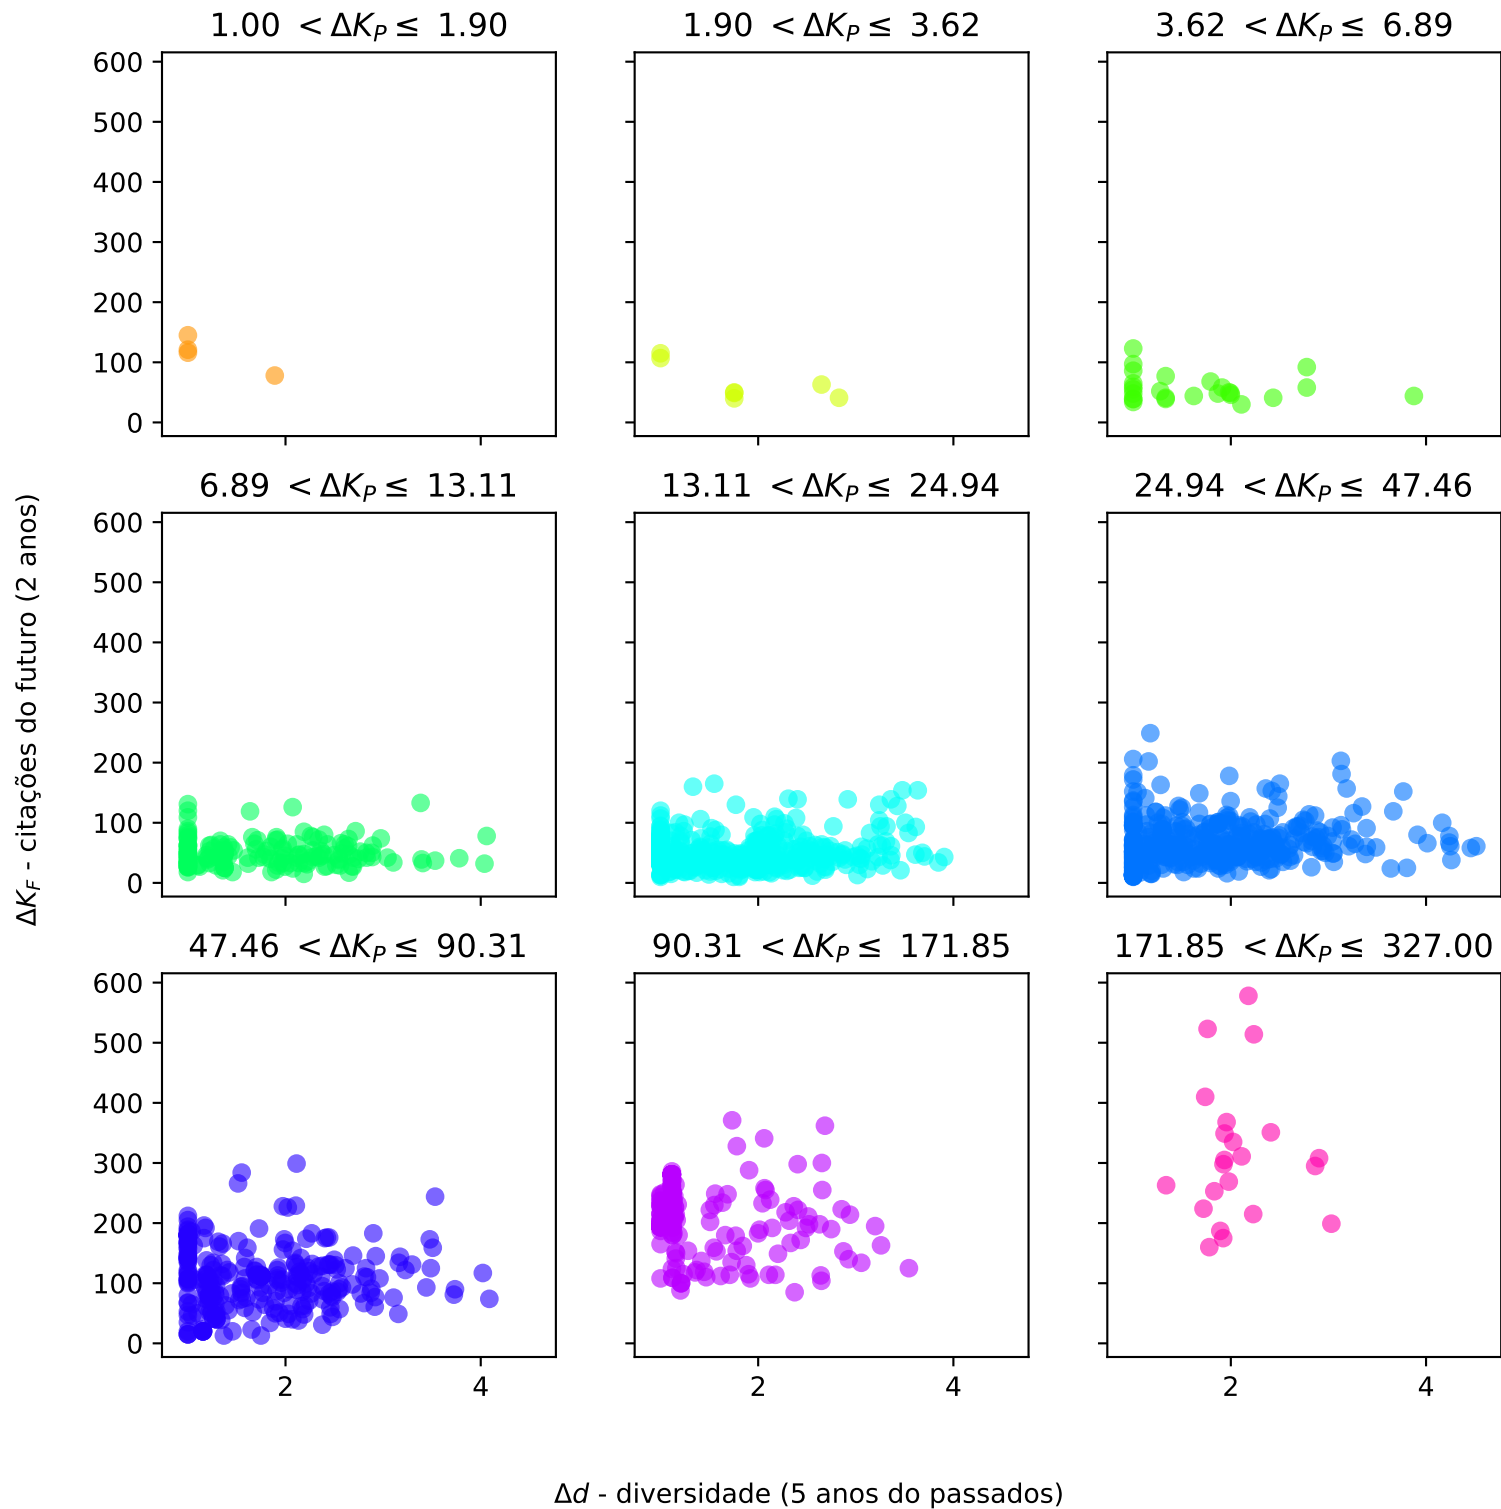 1.00 < ΔK_P ≤ 1.90
1.90 < ΔK_P ≤ 3.62
3.62 < ΔK_P ≤ 6.89
600
500
400
300
200
100
0
6.89 < ΔK_P ≤ 13.11
13.11 < ΔK_P ≤ 24.94
24.94 < ΔK_P ≤ 47.46
600
500
400
300
200
100
0
47.46 < ΔK_P ≤ 90.31
90.31 < ΔK_P ≤ 171.85
171.85 < ΔK_P ≤ 327.00
600
500
400
300
200
100
0
2 4
2 4
2 4
ΔK_F - citações do futuro (2 anos)
Δd - diversidade (5 anos do passados)